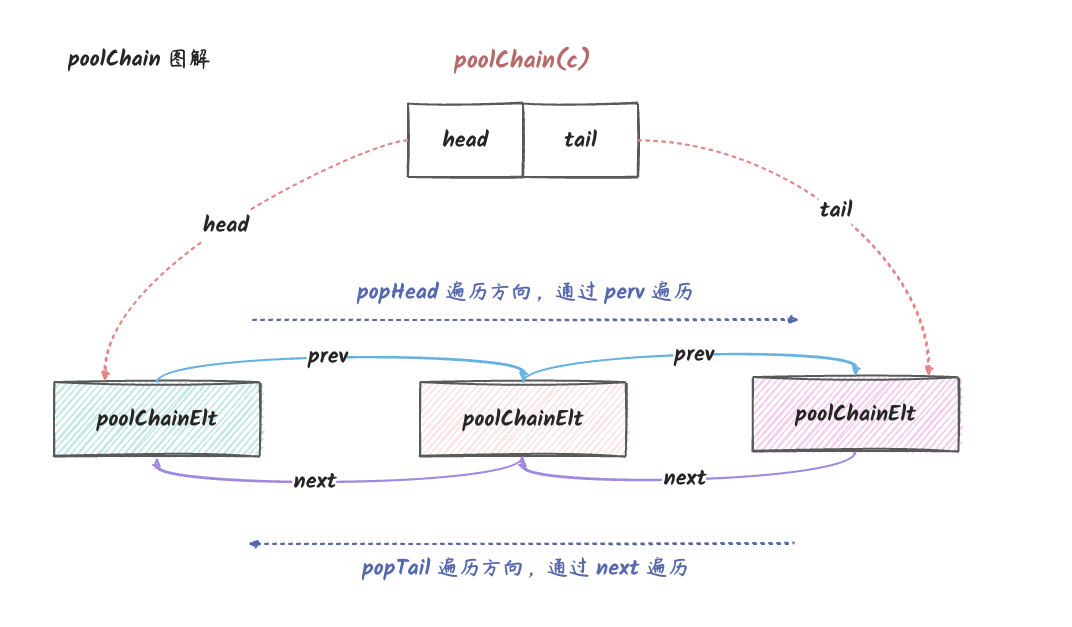 poolChain 图解
poolChain(c)
head
tail
head
tail
popHead 遍历方向，通过 perv 遍历
prev
prev
poolChainElt
poolChainElt
poolChainElt
next
next
popTail 遍历方向，通过 next 遍历